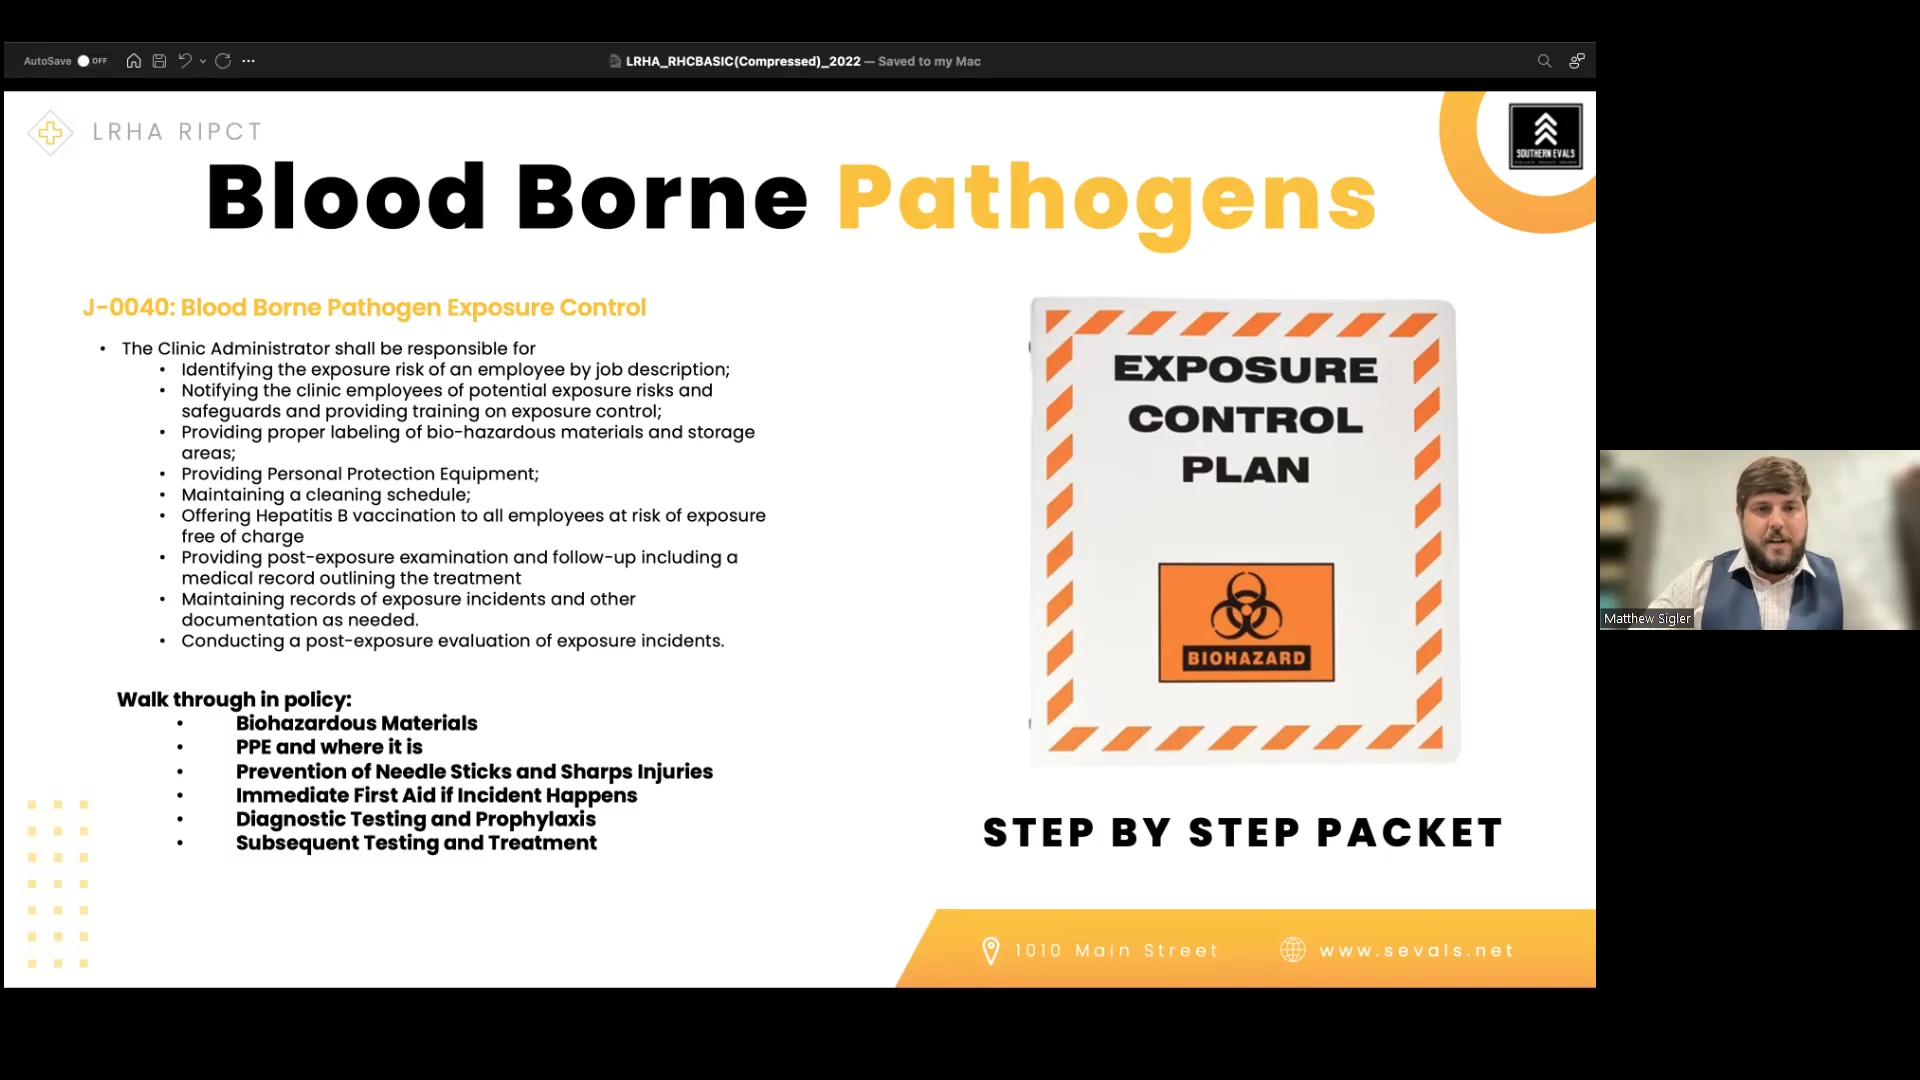 AutoSave OFF
LRHA_RHCBASIC(Compressed)_2022 — Saved to my Mac
LRHA RIPCT
SOUTHERN EVALS
Blood Borne Pathogens
J-0040: Blood Borne Pathogen Exposure Control
• The Clinic Administrator shall be responsible for
• Identifying the exposure risk of an employee by job description;
• Notifying the clinic employees of potential exposure risks and
safeguards and providing training on exposure control;
• Providing proper labeling of bio-hazardous materials and storage
areas;
• Providing Personal Protection Equipment;
• Maintaining a cleaning schedule;
• Offering Hepatitis B vaccination to all employees at risk of exposure
free of charge
• Providing post-exposure examination and follow-up including a
medical record outlining the treatment
• Maintaining records of exposure incidents and other
documentation as needed.
• Conducting a post-exposure evaluation of exposure incidents.
Walk through in policy:
• Biohazardous Materials
• PPE and where it is
• Prevention of Needle Sticks and Sharps Injuries
• Immediate First Aid if Incident Happens
• Diagnostic Testing and Prophylaxis
• Subsequent Testing and Treatment
EXPOSURE
CONTROL
PLAN
BIOHAZARD
STEP BY STEP PACKET
1010 Main Street
www.sevals.net
Matthew Sigler